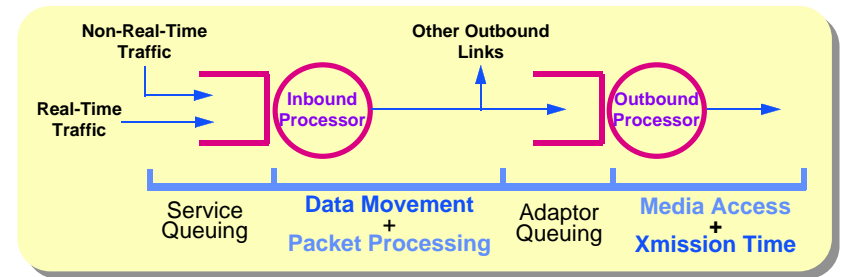 Non-Real-Time
Traffic
Real-Time
Traffic
Inbound
Processor
Other Outbound
Links
Outbound
Processor
Service
Queuing
Data Movement
+
Packet Processing
Adaptor
Queuing
Media Access
+
Xmission Time